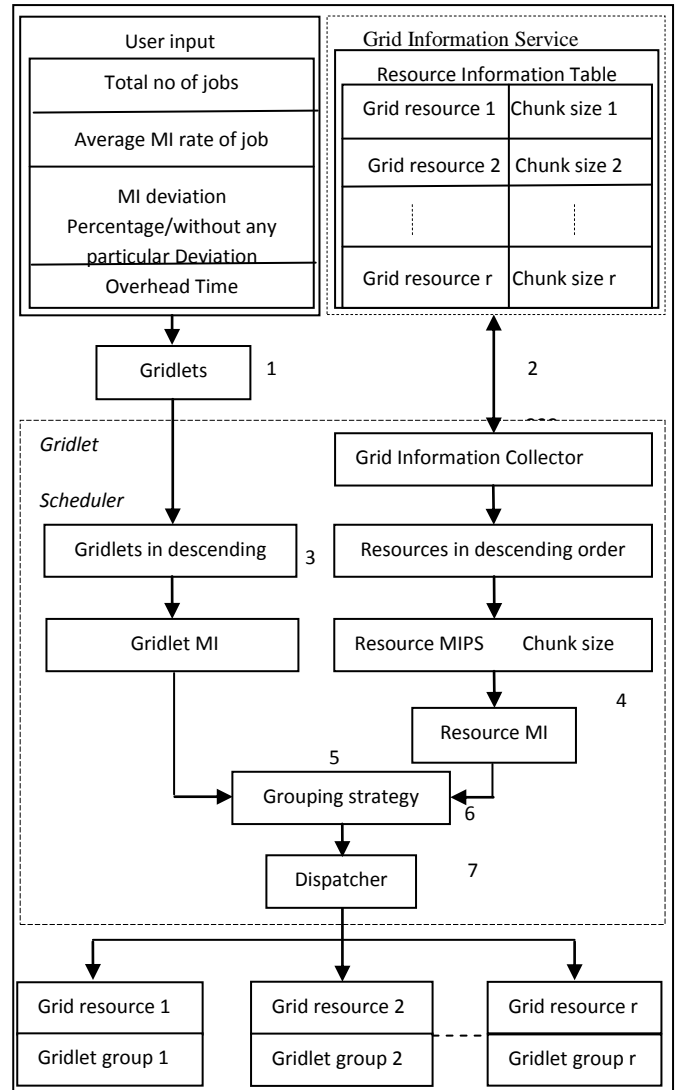 User input
Total no of jobs
Average MI rate of job
MI deviation
Percentage/without any
particular Deviation
Overhead Time
Grid Information Service
Resource Information Table
Grid resource 1 Chunk size 1
Grid resource 2 Chunk size 2
Grid resource r Chunk size r
Gridlets
1
2
Gridlet
Scheduler
Grid Information Collector
Gridlets in descending
3
Resources in descending order
Gridlet MI
Resource MIPS Chunk size
4
Resource MI
5
Grouping strategy
6
Dispatcher
7
Grid resource 1
Gridlet group 1
Grid resource 2
Gridlet group 2
Grid resource r
Gridlet group r